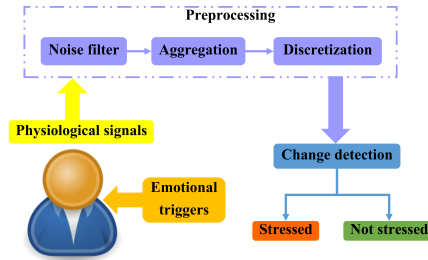 Preprocessing
Noise filter
Aggregation
Discretization
Physiological signals
Change detection
Emotional
triggers
Stressed
Not stressed